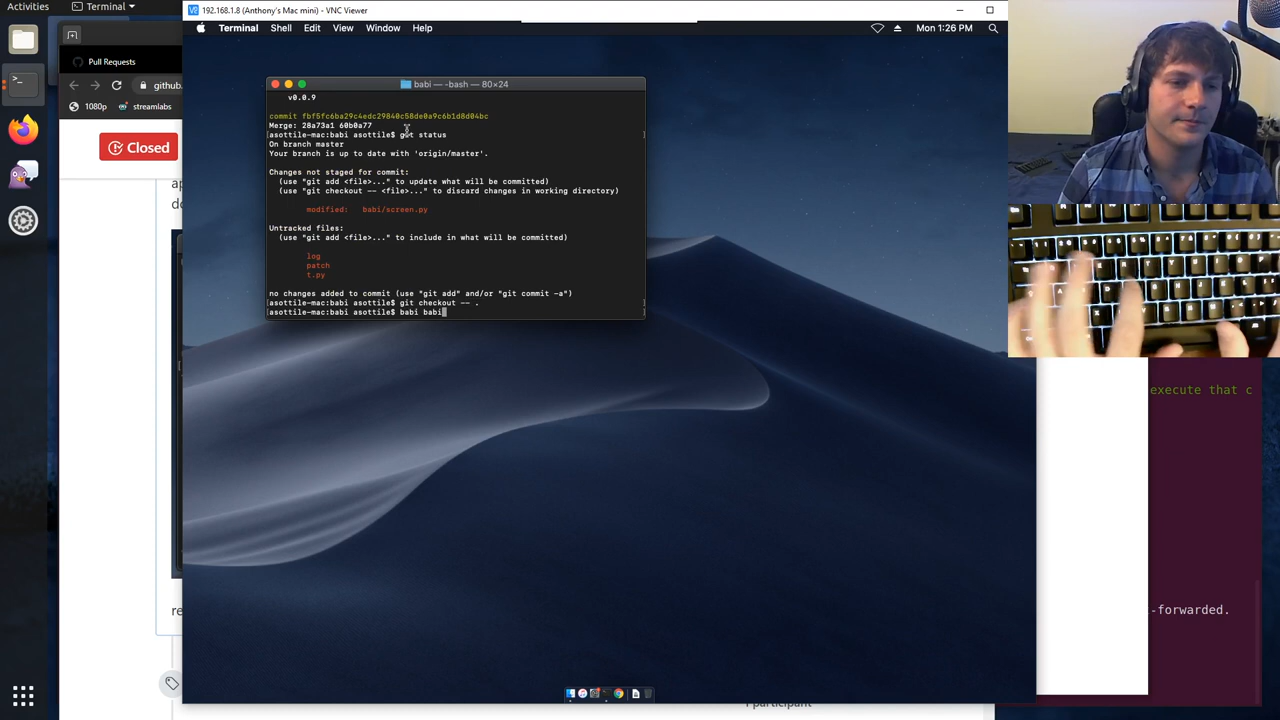 Activities
Terminal
192.168.1.8 (Anthony's Mac mini) - VNC Viewer
Terminal Shell Edit View Window Help
Mon 1:26 PM
Pull Requests
github.
1080p
streamlabs
Closed
babi — -bash — 80×24
v0.0.9
commit fbf5fc6ba29c4edc29840c58de0a9c6b1d8d04bc
Merge: 28a73a1 60b0a77
[asottile-mac:babi asottile$ git status
On branch master
Your branch is up to date with 'origin/master'.
Changes not staged for commit:
(use "git add <file>..." to update what will be committed)
(use "git checkout -- <file>..." to discard changes in working directory)
modified: babi/screen.py
Untracked files:
(use "git add <file>..." to include in what will be committed)
log
patch
t.py
no changes added to commit (use "git add" and/or "git commit -a")
[asottile-mac:babi asottile$ git checkout -- .
[asottile-mac:babi asottile$ babi babi
execute that c
-forwarded.
re
1 participant